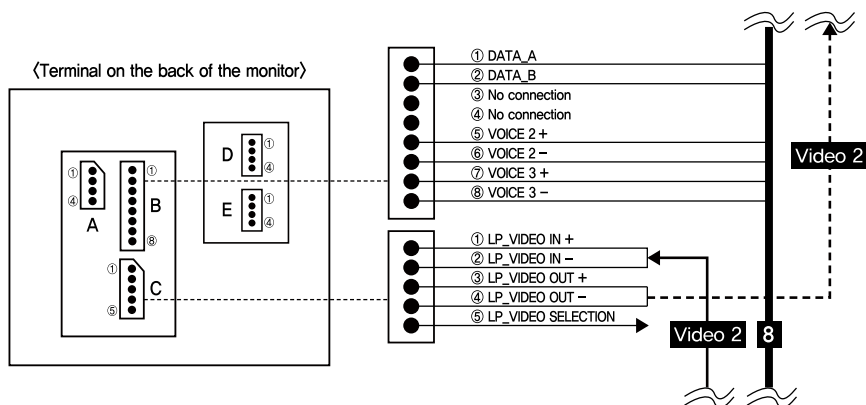 〈Terminal on the back of the monitor〉
① DATA_A
② DATA_B
③ No connection
④ No connection
⑤ VOICE 2 +
⑥ VOICE 2 −
⑦ VOICE 3 +
⑧ VOICE 3 −
Video 2
D
①
④
E
①
④
①
④
A
①
B
⑧
①
C
⑤
① LP_VIDEO IN +
② LP_VIDEO IN −
③ LP_VIDEO OUT +
④ LP_VIDEO OUT −
⑤ LP_VIDEO SELECTION
Video 2
8